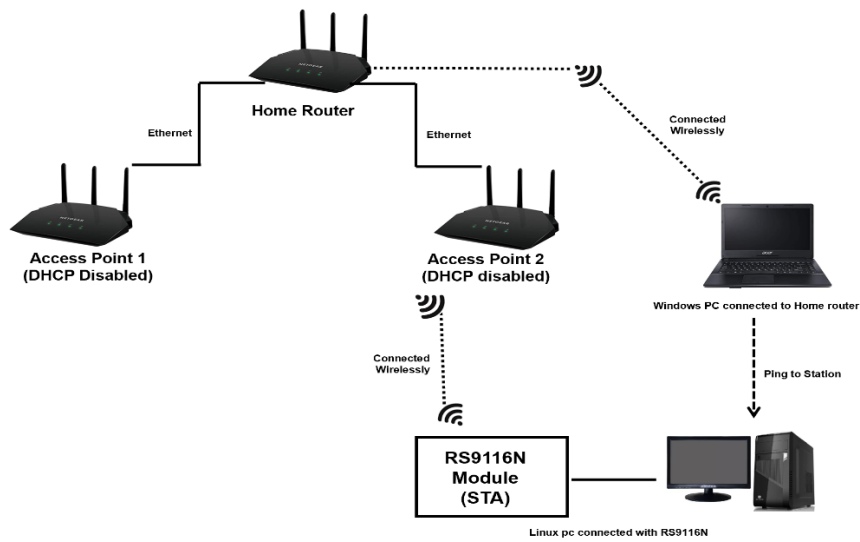 Home Router
Ethernet
Ethernet
Connected
Wirelessly
Access Point 1
(DHCP Disabled)
Access Point 2
(DHCP disabled)
Windows PC connected to Home router
Connected
Wirelessly
Ping to Station
RS9116N
Module
(STA)
Linux pc connected with RS9116N